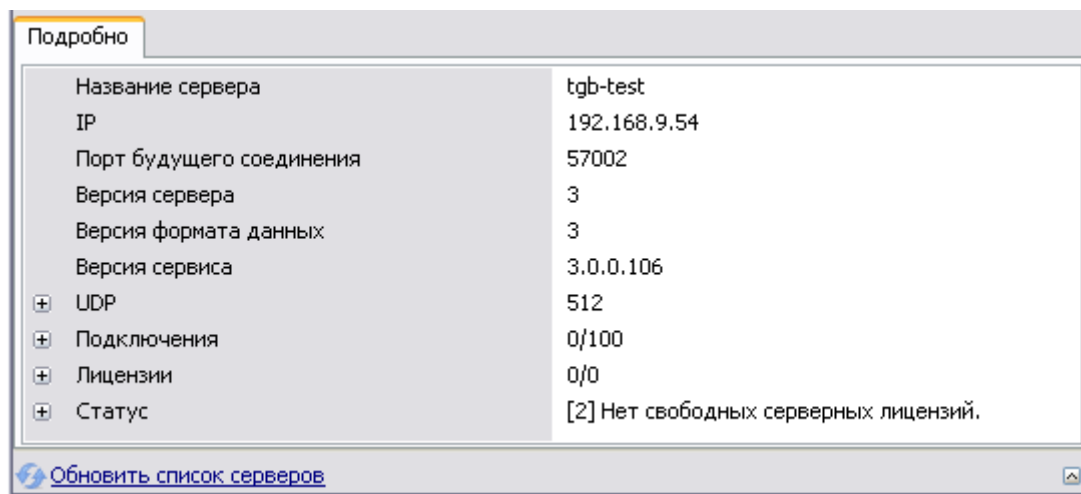 Подробно
Название сервера tgb-test
IP 192.168.9.54
Порт будущего соединения 57002
Версия сервера 3
Версия формата данных 3
Версия сервиса 3.0.0.106
UDP 512
Подключения 0/100
Лицензии 0/0
Статус [2] Нет свободных серверных лицензий.
Обновить список серверов